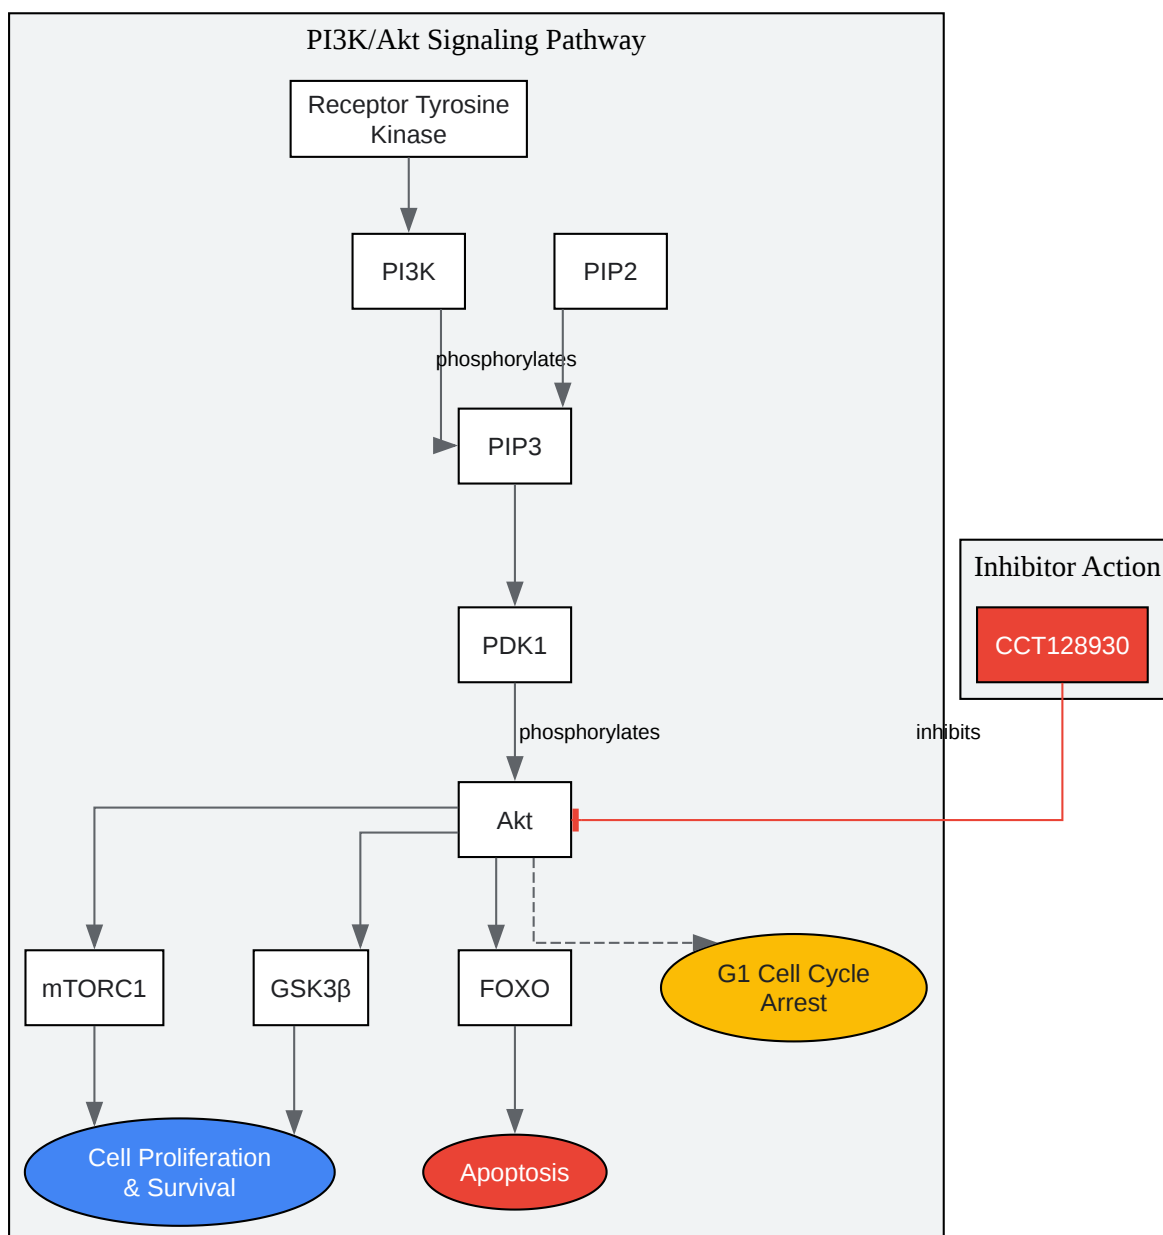 PI3K/Akt Signaling Pathway
Receptor Tyrosine
Kinase
PI3K
PIP2
phosphorylates
PIP3
Inhibitor Action
PDK1
CCT128930
phosphorylates
inhibits
Akt
mTORC1
GSK3β
FOXO
G1 Cell Cycle
Arrest
Cell Proliferation
& Survival
Apoptosis